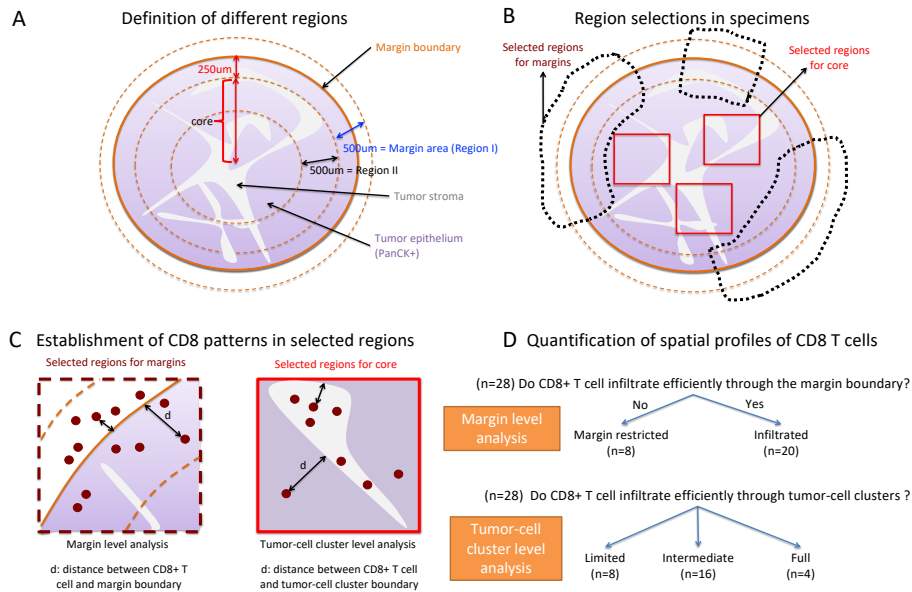 A
Definition of different regions
Margin boundary
250um
core
500um = Margin area (Region I)
500um = Region II
Tumor stroma
Tumor epithelium
(PanCK+)
B
Region selections in specimens
Selected regions
for margins
Selected regions
for core
C
Establishment of CD8 patterns in selected regions
Selected regions for margins
d
Margin level analysis
d: distance between CD8+ T
cell and margin boundary
Selected regions for core
d
Tumor-cell cluster level analysis
d: distance between CD8+ T cell
and tumor-cell cluster boundary
D
Quantification of spatial profiles of CD8 T cells
(n=28) Do CD8+ T cell infiltrate efficiently through the margin boundary?
No
Yes
Margin level
analysis
Margin restricted
(n=8)
Infiltrated
(n=20)
(n=28) Do CD8+ T cell infiltrate efficiently through tumor-cell clusters ?
Tumor-cell
cluster level
analysis
Limited
(n=8)
Intermediate
(n=16)
Full
(n=4)